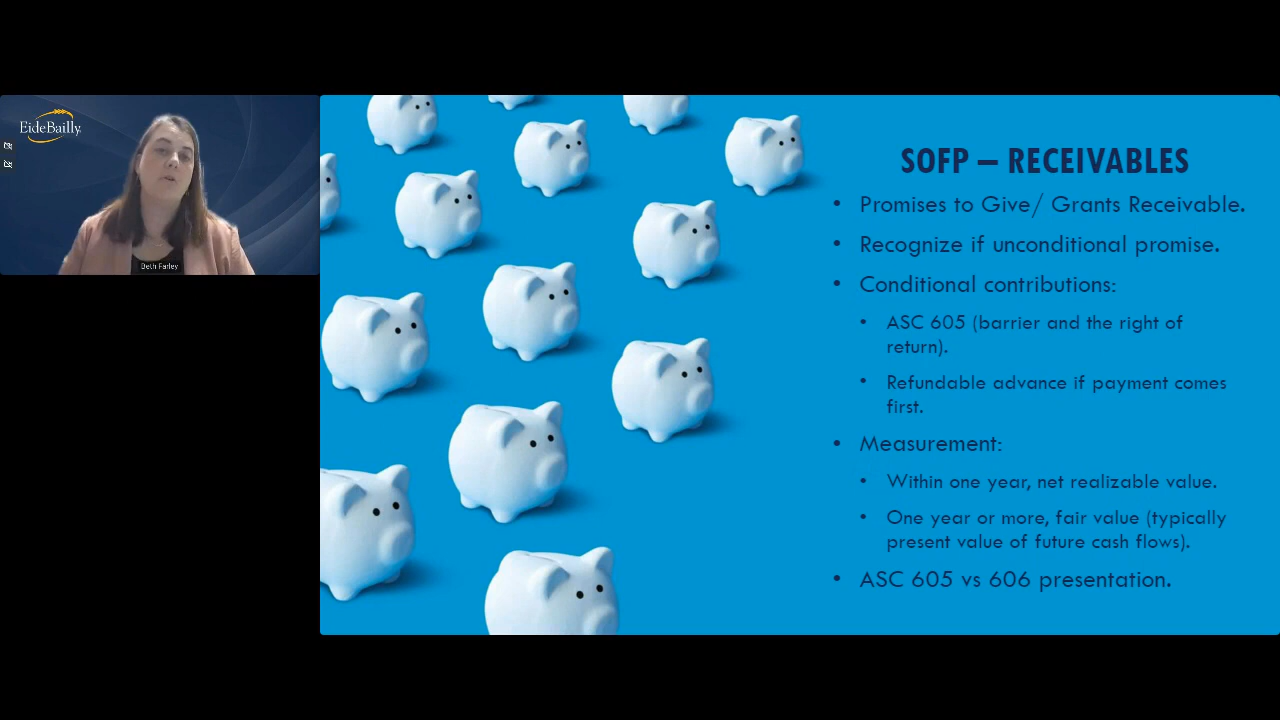 EideBailly
Beth Farley
SOFP – RECEIVABLES
• Promises to Give/ Grants Receivable.
• Recognize if unconditional promise.
• Conditional contributions:
• ASC 605 (barrier and the right of
return).
• Refundable advance if payment comes
first.
• Measurement:
• Within one year, net realizable value.
• One year or more, fair value (typically
present value of future cash flows).
• ASC 605 vs 606 presentation.